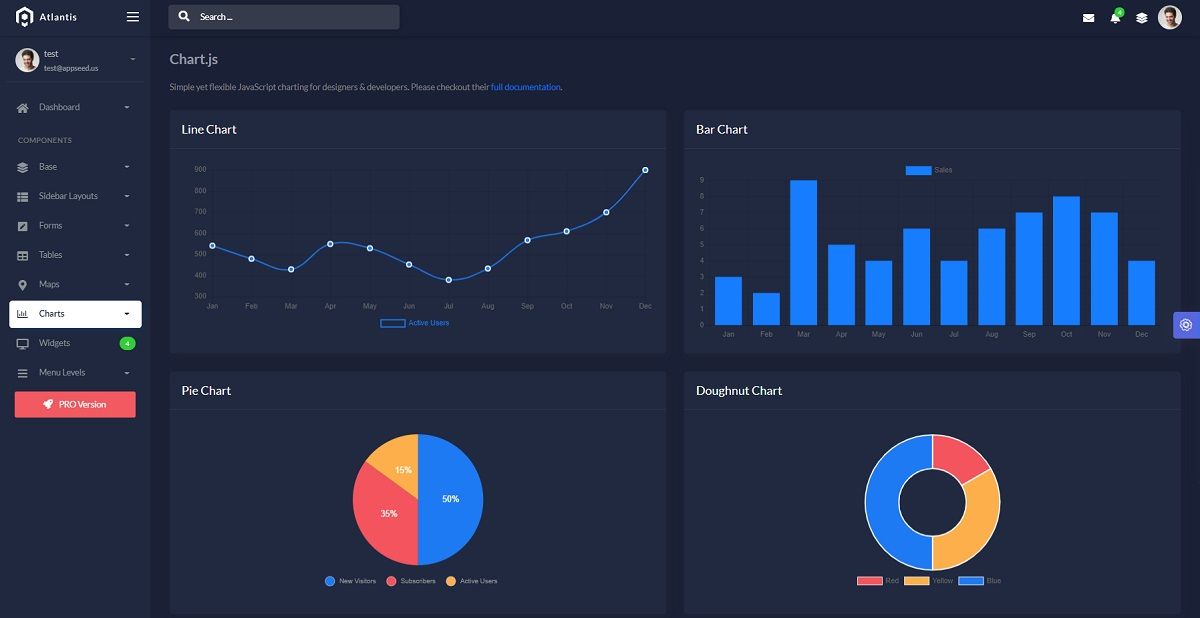 Atlantis
Search ...
4
test
test@appseed.us
Dashboard
COMPONENTS
Base
Sidebar Layouts
Forms
Tables
Maps
Charts
Widgets
4
Menu Levels
PRO Version
Chart.js
Simple yet flexible JavaScript charting for designers & developers. Please checkout their full documentation.
Line Chart
900
800
700
600
500
400
300
Jan Feb Mar Apr May Jun Jul Aug Sep Oct Nov Dec
Active Users
Bar Chart
Sales
9
8
7
6
5
4
3
2
1
0
Jan Feb Mar Apr May Jun Jul Aug Sep Oct Nov Dec
Pie Chart
15%
50%
35%
New Visitors Subscribers Active Users
Doughnut Chart
Red Yellow Blue